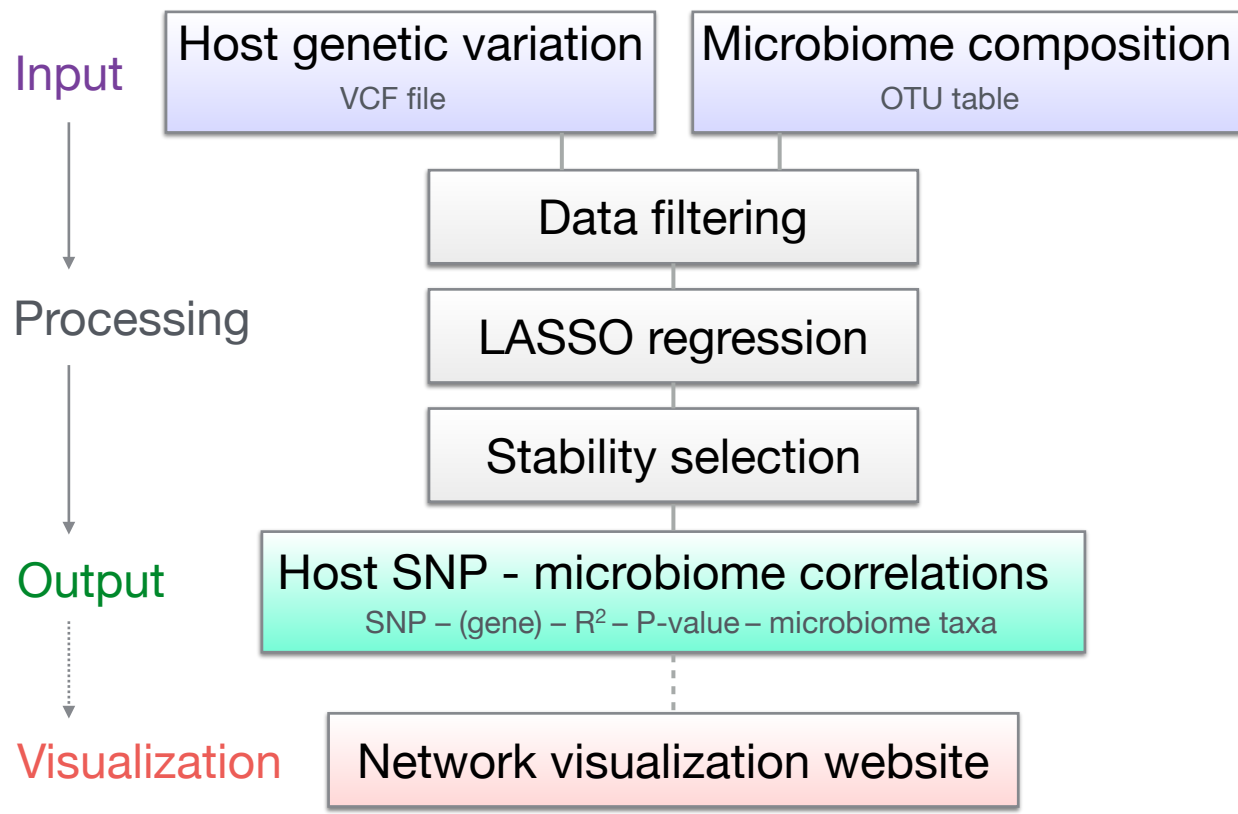 Input
Host genetic variation
VCF file
Microbiome composition
OTU table
Data filtering
Processing
LASSO regression
Stability selection
Output
Host SNP - microbiome correlations
SNP – (gene) – R² – P-value – microbiome taxa
Visualization
Network visualization website